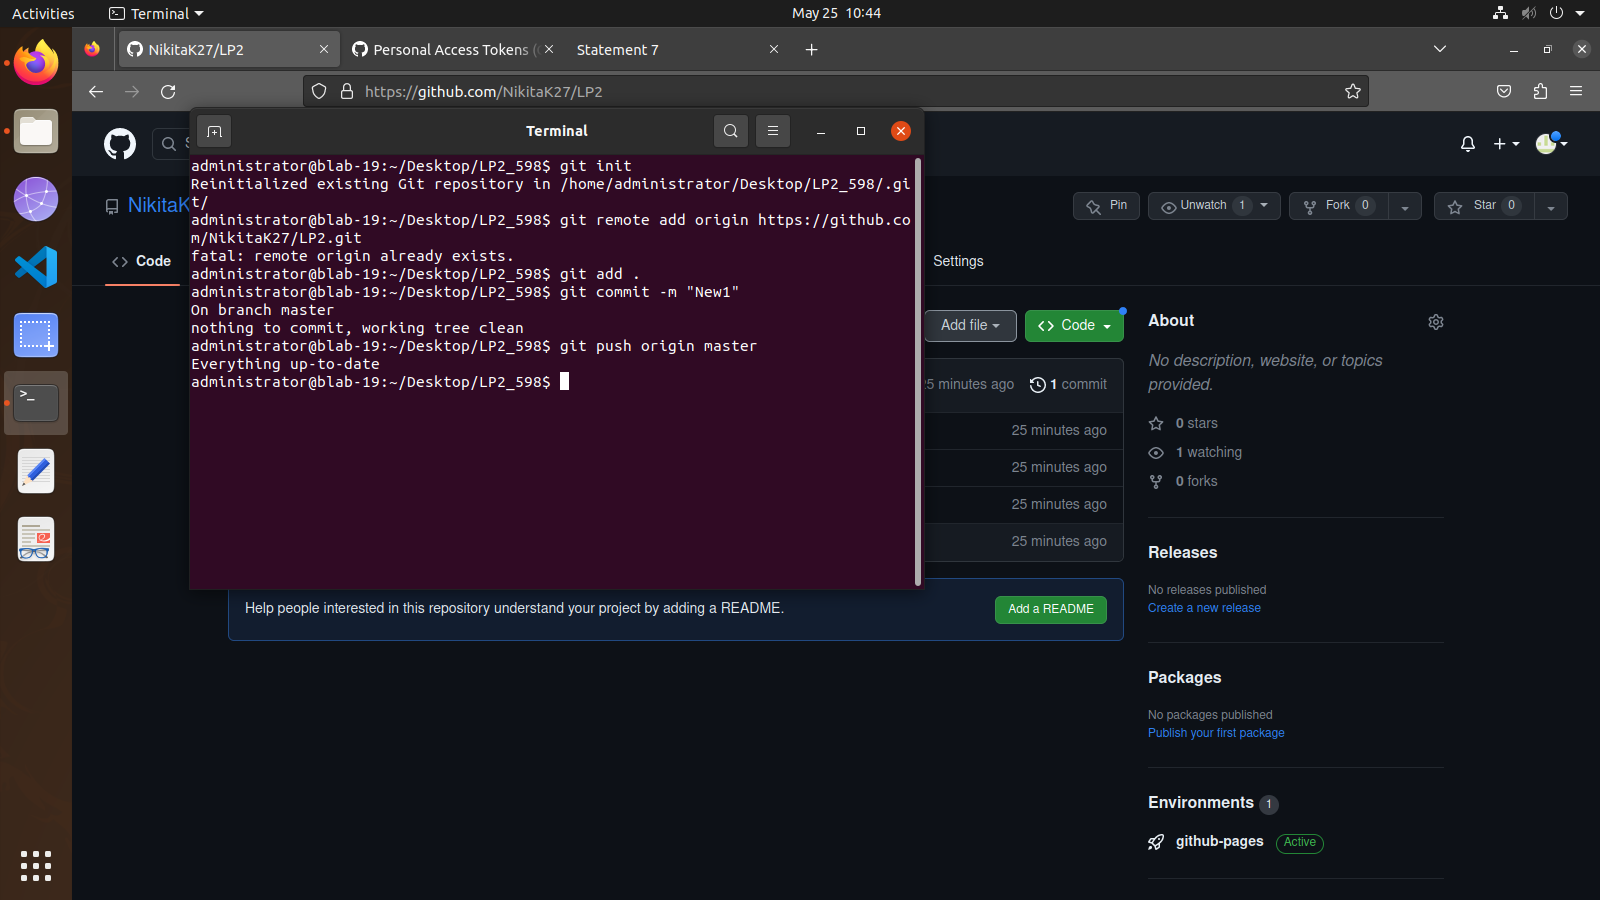 Activities
Terminal
May 25 10:44
NikitaK27/LP2
Personal Access Tokens (
Statement 7
https://github.com/NikitaK27/LP2
Terminal
administrator@blab-19:~/Desktop/LP2_598$ git init
Reinitialized existing Git repository in /home/administrator/Desktop/LP2_598/.gi
t/
administrator@blab-19:~/Desktop/LP2_598$ git remote add origin https://github.co
m/NikitaK27/LP2.git
fatal: remote origin already exists.
administrator@blab-19:~/Desktop/LP2_598$ git add .
administrator@blab-19:~/Desktop/LP2_598$ git commit -m "New1"
On branch master
nothing to commit, working tree clean
administrator@blab-19:~/Desktop/LP2_598$ git push origin master
Everything up-to-date
administrator@blab-19:~/Desktop/LP2_598$
NikitaK
Pin
Unwatch 1
Fork 0
Star 0
Code
Settings
Add file
Code
25 minutes ago
1 commit
25 minutes ago
25 minutes ago
25 minutes ago
25 minutes ago
Help people interested in this repository understand your project by adding a README.
Add a README
About
No description, website, or topics
provided.
0 stars
1 watching
0 forks
Releases
No releases published
Create a new release
Packages
No packages published
Publish your first package
Environments 1
github-pages Active